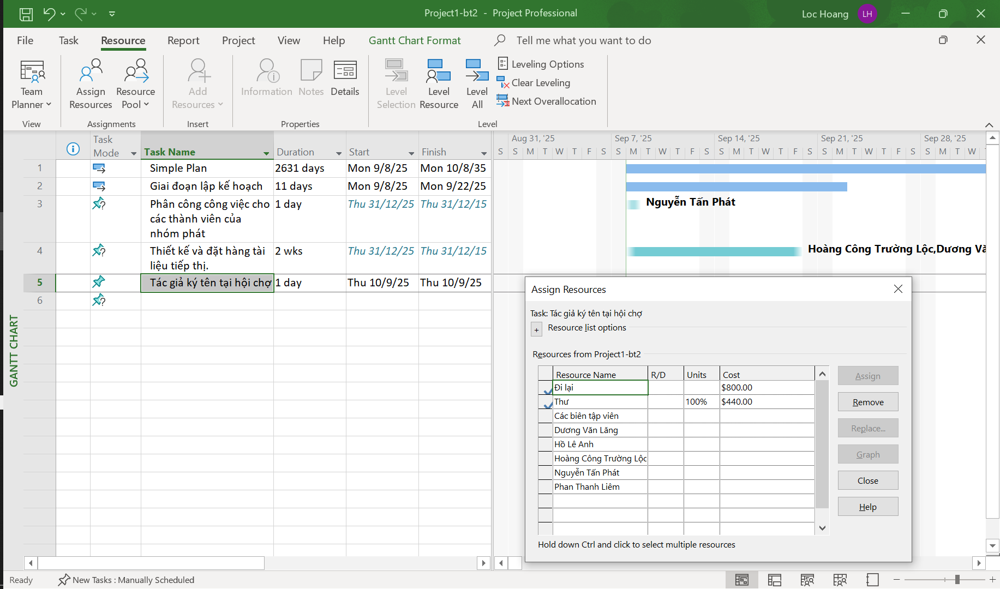 Project1-bt2 - Project Professional
Loc Hoang
LH
File
Task
Resource
Report
Project
View
Help
Gantt Chart Format
Tell me what you want to do
Team Planner
View
Assign Resources
Resource Pool
Assignments
Add Resources
Insert
Information
Notes
Details
Properties
Level Selection
Level Resource
Level All
Leveling Options
Clear Leveling
Next Overallocation
Level
Task Mode
Task Name
Duration
Start
Finish
Aug 31, '25
Sep 7, '25
Sep 14, '25
Sep 21, '25
Sep 28, '25
S S M T W T F S S M T W T F S S M T W T F S S M T W T F S S M T W
1 Simple Plan 2631 days Mon 9/8/25 Mon 10/8/35
2 Giai đoạn lập kế hoạch 11 days Mon 9/8/25 Mon 9/22/25
3 Phân công công việc cho 1 day Thu 31/12/25 Thu 31/12/15
các thành viên của
nhóm phát
Nguyễn Tấn Phát
4 Thiết kế và đặt hàng tài 2 wks Thu 31/12/25 Thu 31/12/15
liệu tiếp thị.
Hoàng Công Trường Lộc,Dương Vă
5 Tác giả ký tên tại hội chợ 1 day Thu 10/9/25 Thu 10/9/25
6
GANTT CHART
Assign Resources
Task: Tác giả ký tên tại hội chợ
+ Resource list options
Resources from Project1-bt2
Resource Name R/D Units Cost
Đi lại $800.00
Thư 100% $440.00
Các biên tập viên
Dương Văn Lăng
Hồ Lê Anh
Hoàng Công Trường Lộc
Nguyễn Tấn Phát
Phan Thanh Liêm
Assign
Remove
Replace...
Graph
Close
Help
Hold down Ctrl and click to select multiple resources
Ready
New Tasks : Manually Scheduled